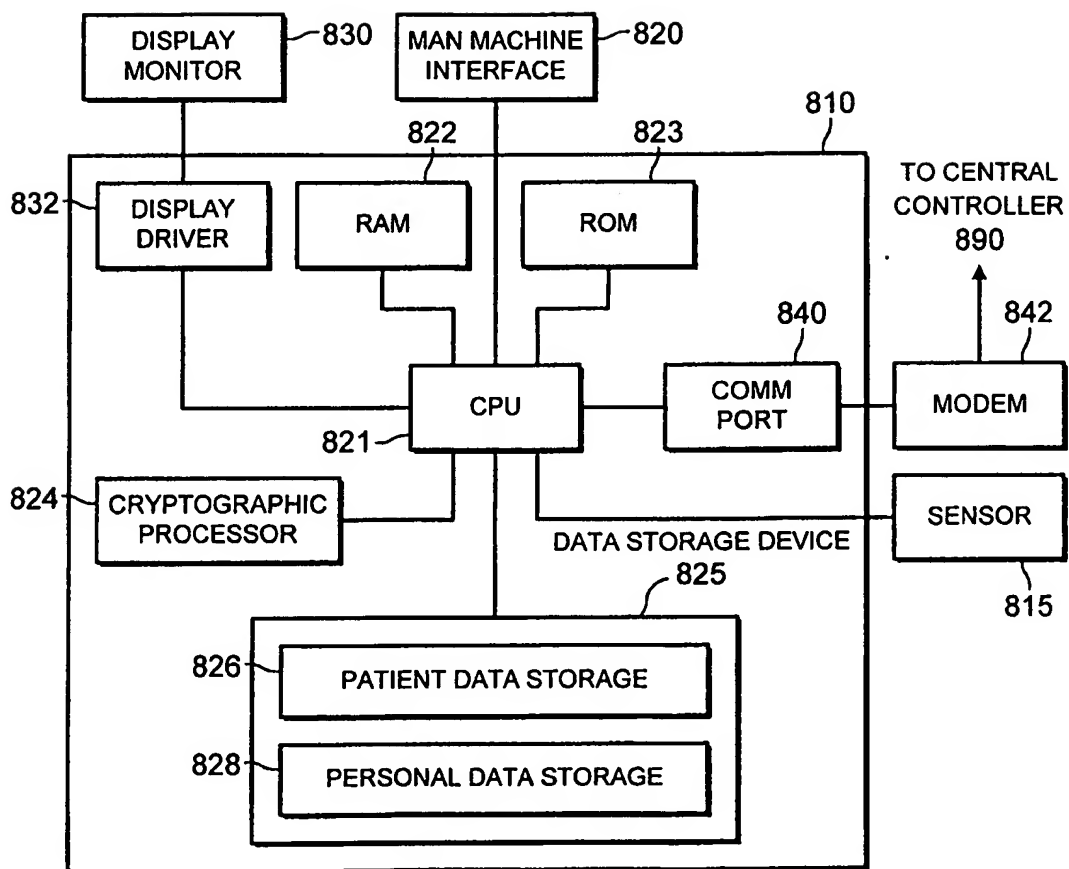 DISPLAY
MONITOR
830
MAN MACHINE
INTERFACE
820
810
822
823
832
DISPLAY
DRIVER
RAM
ROM
TO CENTRAL
CONTROLLER
890
840
842
CPU
821
COMM
PORT
MODEM
824
CRYPTOGRAPHIC
PROCESSOR
SENSOR
815
DATA STORAGE DEVICE
825
826
PATIENT DATA STORAGE
828
PERSONAL DATA STORAGE